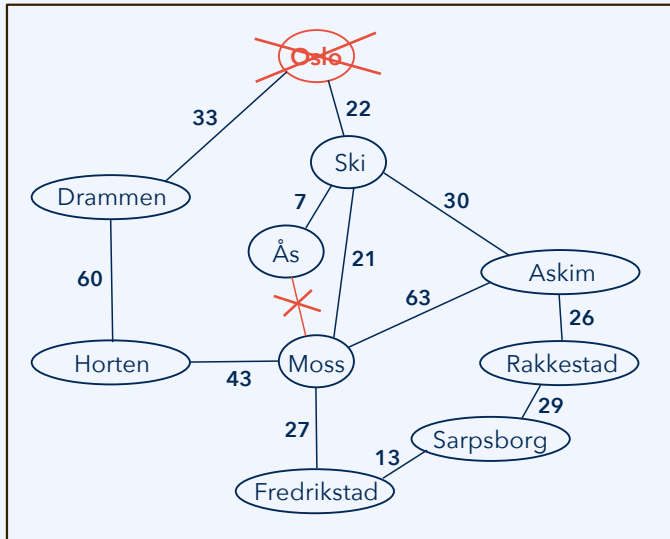 Oslo
33
22
Ski
Drammen
7
30
Ås
21
60
63
Askim
26
Horten
43
Moss
Rakkestad
29
27
Sarpsborg
13
Fredrikstad